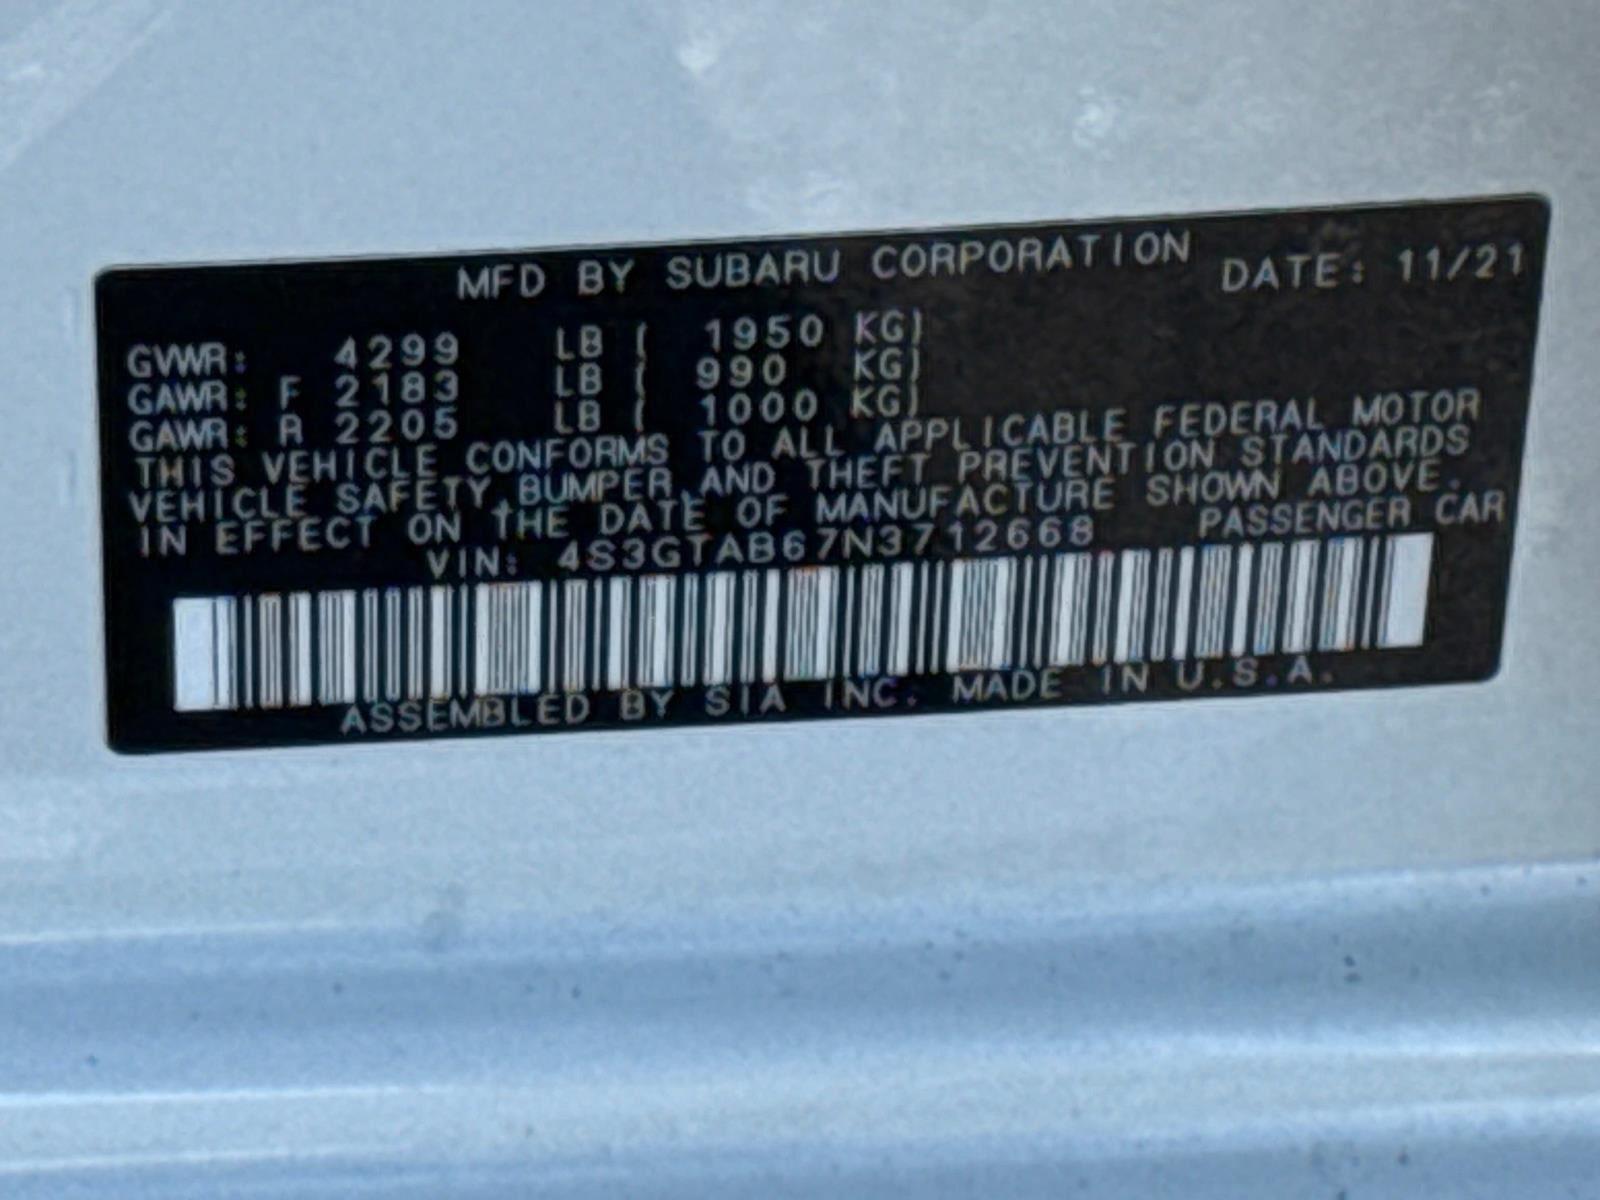 MFD BY SUBARU CORPORATION DATE: 11/21
GVWR: 4299 LB ( 1950 KG)
GAWR: F 2183 LB ( 990 KG)
GAWR: R 2205 LB ( 1000 KG)
THIS VEHICLE CONFORMS TO ALL APPLICABLE FEDERAL MOTOR
VEHICLE SAFETY,BUMPER,AND THEFT PREVENTION STANDARDS
IN EFFECT ON THE DATE OF MANUFACTURE SHOWN ABOVE.
VIN: 4S3GTAB67N3712668 PASSENGER CAR
ASSEMBLED BY SIA INC. MADE IN U.S.A.